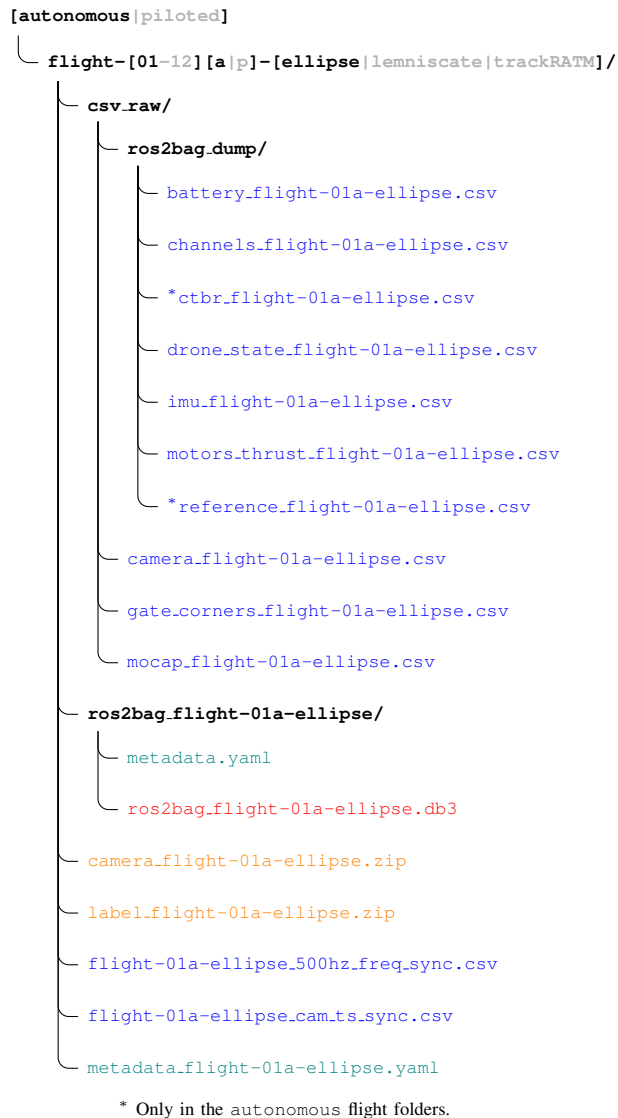 [autonomous|piloted]
flight-[01-12][a|p]-[ellipse|lemniscate|trackRATM]/
csv_raw/
ros2bag_dump/
battery_flight-01a-ellipse.csv
channels_flight-01a-ellipse.csv
*ctbr_flight-01a-ellipse.csv
drone_state_flight-01a-ellipse.csv
imu_flight-01a-ellipse.csv
motors_thrust_flight-01a-ellipse.csv
*reference_flight-01a-ellipse.csv
camera_flight-01a-ellipse.csv
gate_corners_flight-01a-ellipse.csv
mocap_flight-01a-ellipse.csv
ros2bag_flight-01a-ellipse/
metadata.yaml
ros2bag_flight-01a-ellipse.db3
camera_flight-01a-ellipse.zip
label_flight-01a-ellipse.zip
flight-01a-ellipse_500hz_freq_sync.csv
flight-01a-ellipse_cam_ts_sync.csv
metadata_flight-01a-ellipse.yaml
* Only in the autonomous flight folders.